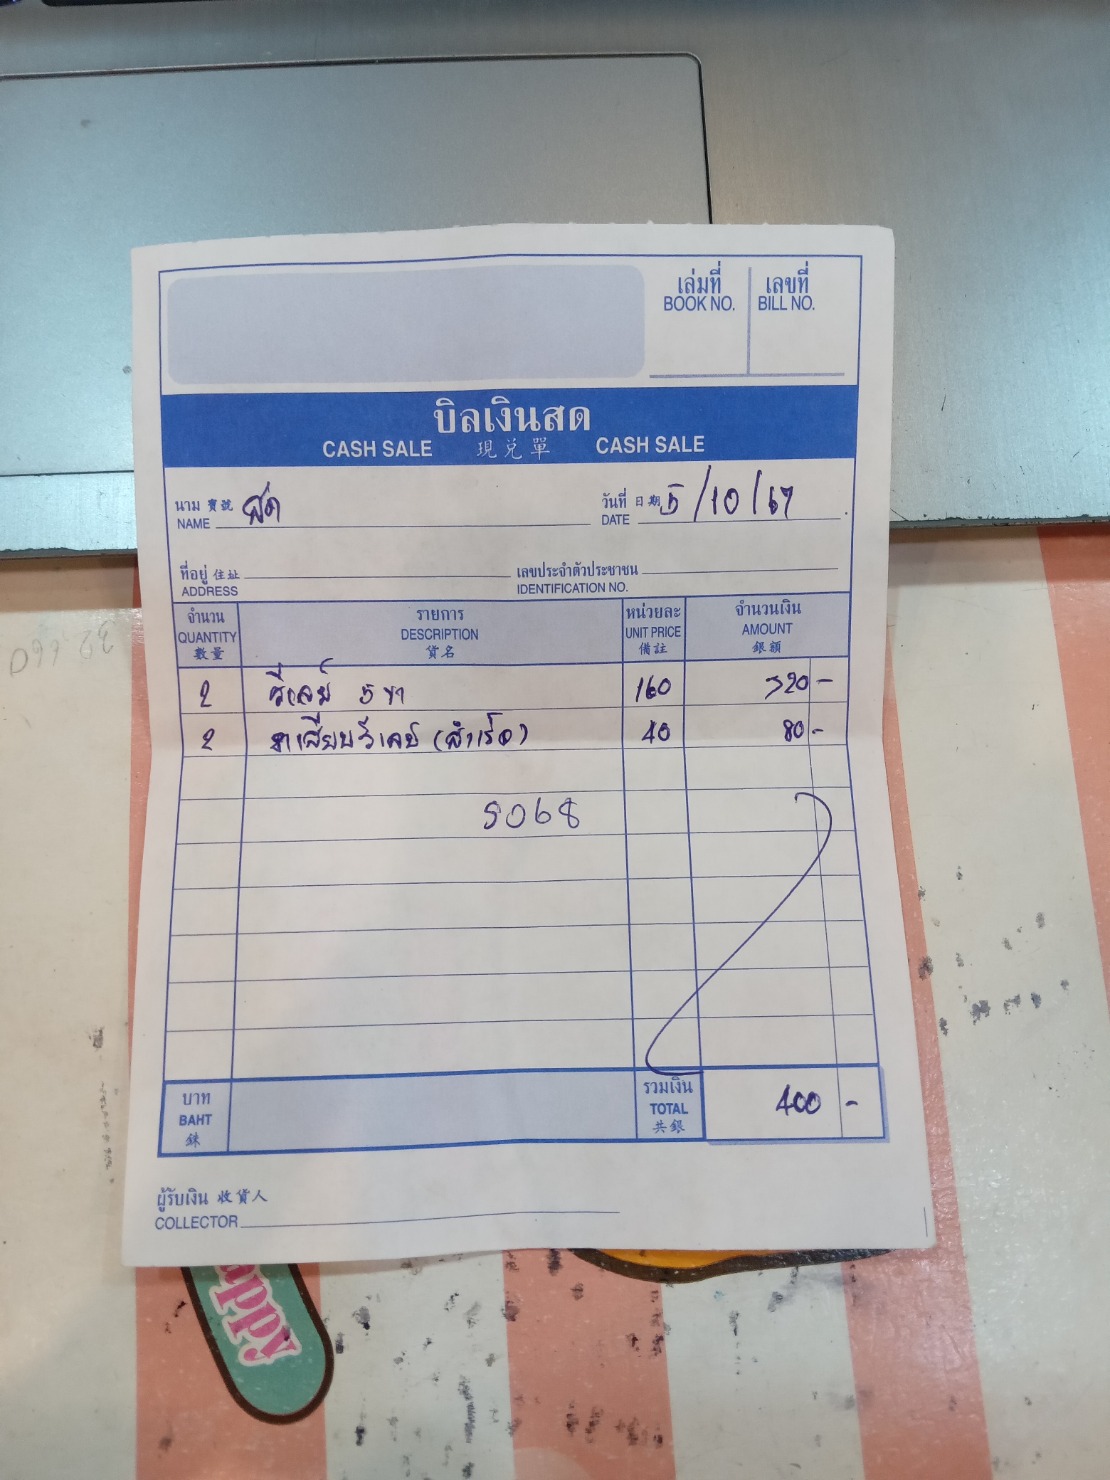 เล่มที่ เลขที่
BOOK NO. BILL NO.
บิลเงินสด
CASH SALE 現兌單 CASH SALE
นาม 寶號 สด วันที่ 日期 5/10/67
NAME DATE
ที่อยู่ 住址 เลขประจำตัวประชาชน
ADDRESS IDENTIFICATION NO.
จำนวน รายการ หน่วยละ จำนวนเงิน
QUANTITY DESCRIPTION UNIT PRICE AMOUNT
數量 貨名 備註 銀額
2 รีเลย์ 5 ขา 160 320 -
2 ขาเสียบรีเลย์ (สำเร็จ) 40 80 -
5068
บาท รวมเงิน
BAHT TOTAL 400 -
銖 共銀
ผู้รับเงิน 收貨人
COLLECTOR
appy